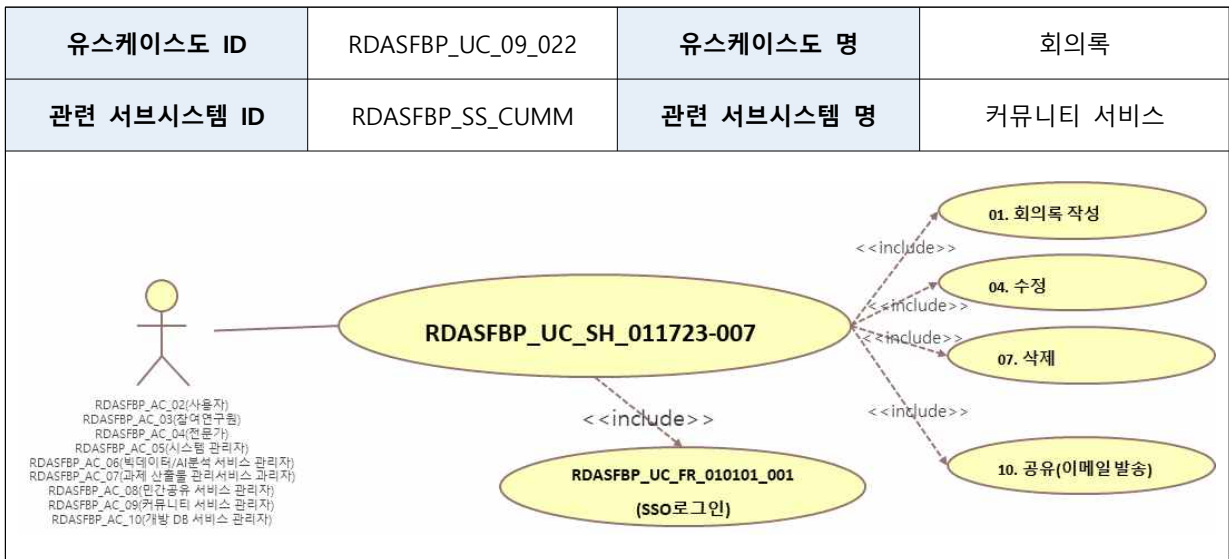 유스케이스도 ID RDASFBP_UC_09_022 유스케이스도 명 회의록
관련 서브시스템 ID RDASFBP_SS_CUMM 관련 서브시스템 명 커뮤니티 서비스
01. 회의록 작성
<<include>>
04. 수정
<<include>>
RDASFBP_UC_SH_011723-007
<<include>>
07. 삭제
RDASFBP_AC_02(사용자)
RDASFBP_AC_03(참여연구원)
RDASFBP_AC_04(전문가)
RDASFBP_AC_05(시스템 관리자)
RDASFBP_AC_06(빅데이터/AI분석 서비스 관리자)
RDASFBP_AC_07(과제 산출물 관리서비스 과리자)
RDASFBP_AC_08(민간공유 서비스 관리자)
RDASFBP_AC_09(커뮤니티 서비스 관리자)
RDASFBP_AC_10(개방 DB 서비스 관리자)
<<include>>
<<include>>
RDASFBP_UC_FR_010101_001
(SSO로그인)
10. 공유(이메일 발송)